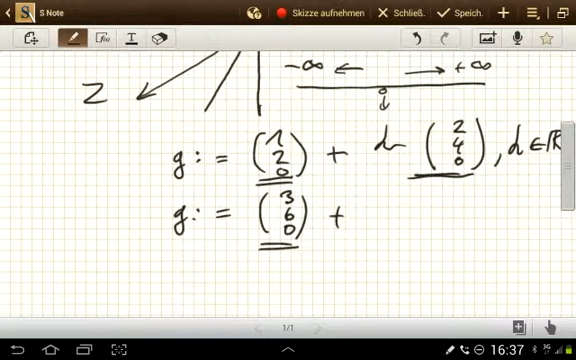 S Note
Skizze aufnehmen
Schließ.
Speich.
f(x)
T
-∞ ← → +∞
Z
0
g: = (1 2 0) + λ (2 4 0), λ ∈ ℝ
g: = (3 6 0) +
1/1
3G
16:37